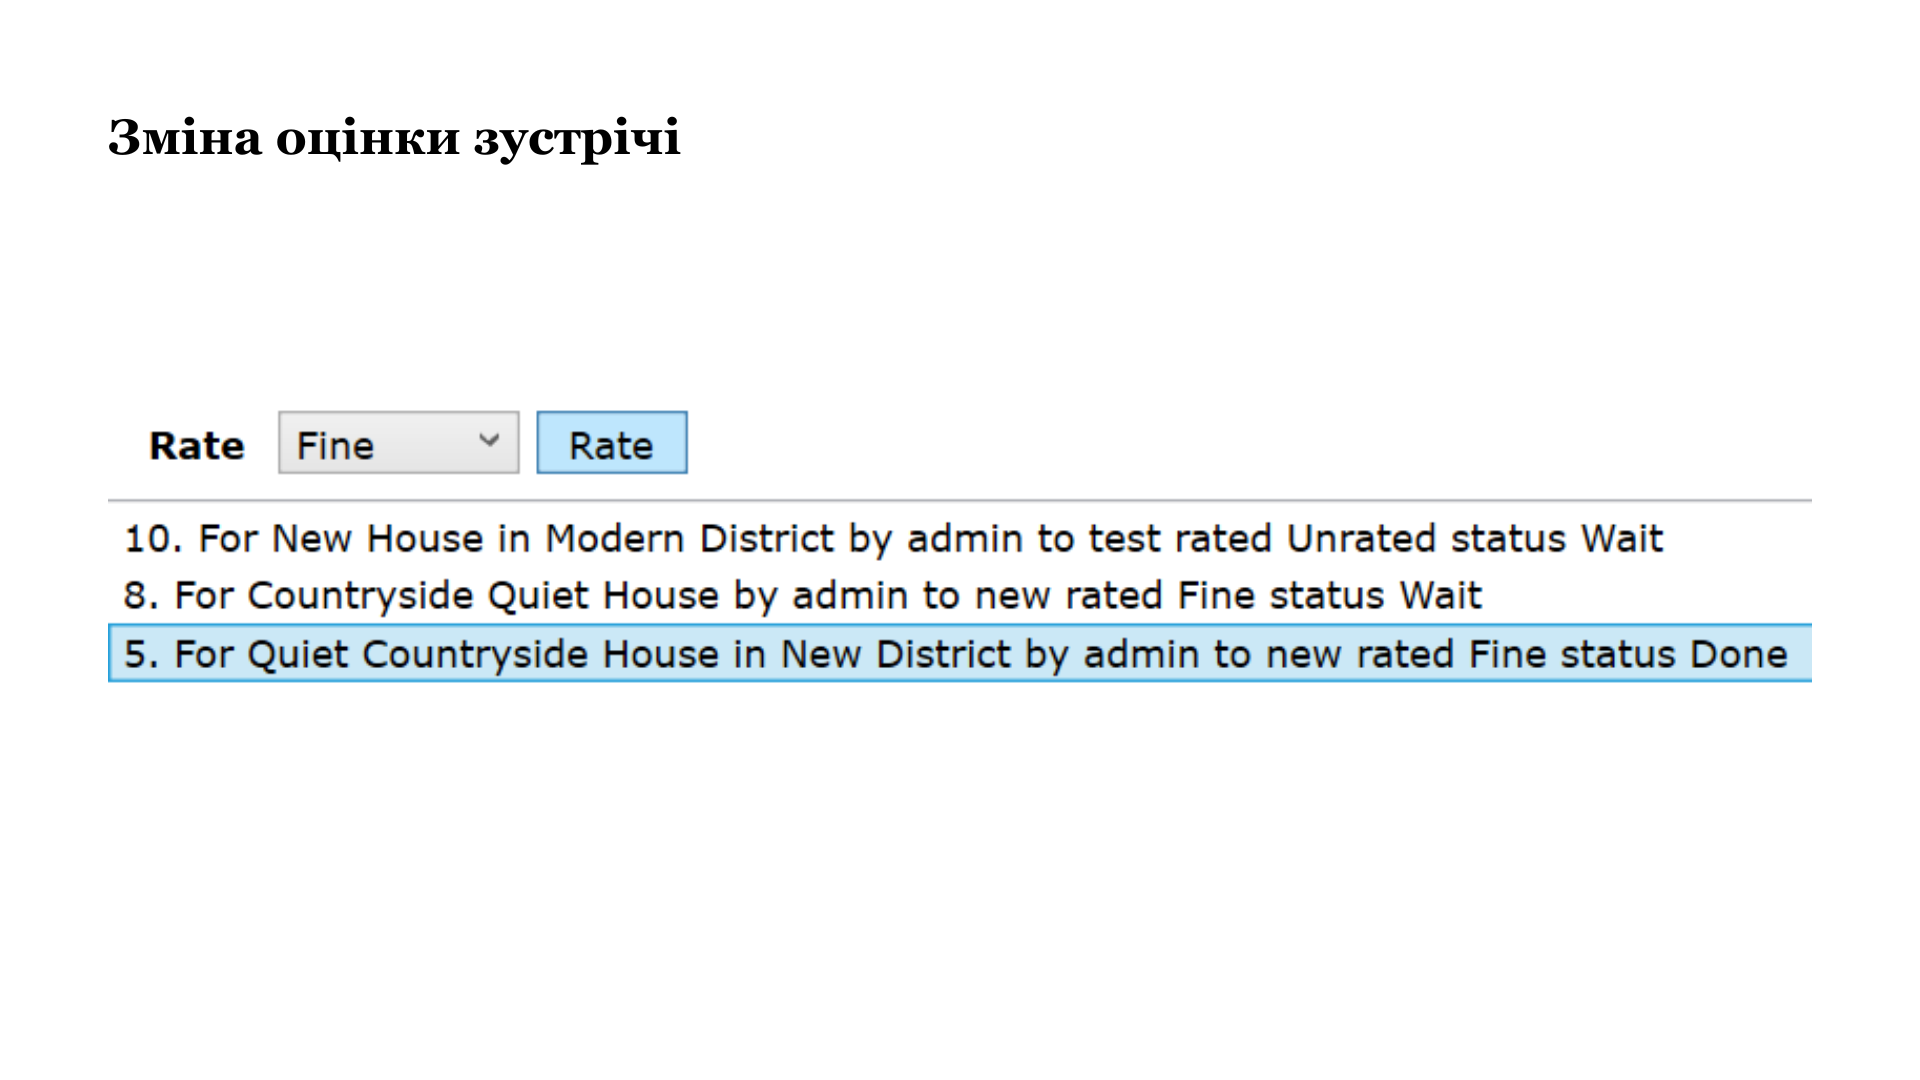 Зміна оцінки зустрічі
Rate Fine Rate
10. For New House in Modern District by admin to test rated Unrated status Wait
8. For Countryside Quiet House by admin to new rated Fine status Wait
5. For Quiet Countryside House in New District by admin to new rated Fine status Done